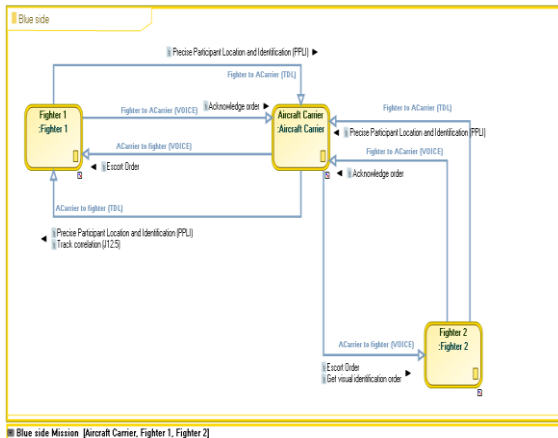 Blue side
Precise Participant Location and Identification (PPLI)
Fighter to ACarrier (TDL)
Fighter 1
:Fighter 1
Fighter to ACarrier (VOICE)
Acknowledge order
Aircraft Carrier
:Aircraft Carrier
Fighter to ACarrier (TDL)
Precise Participant Location and Identification (PPLI)
ACarrier to fighter (VOICE)
Fighter to ACarrier (VOICE)
Escort Order
Acknowledge order
ACarrier to fighter (TDL)
Precise Participant Location and Identification (PPLI)
Track correlation (J12.5)
Fighter 2
:Fighter 2
ACarrier to fighter (VOICE)
Escort Order
Get visual identification order
Blue side Mission [Aircraft Carrier, Fighter 1, Fighter 2]